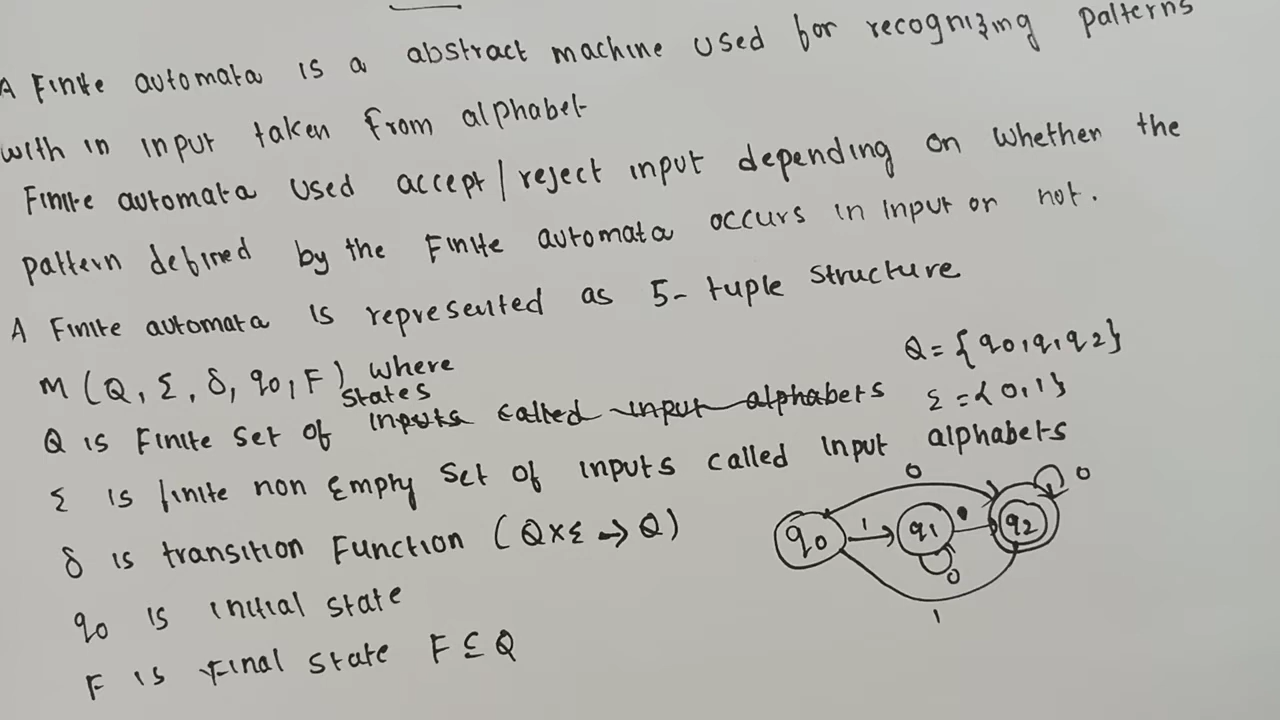 A Finite automata is a abstract machine used for recognizing patterns
with in input taken from alphabet
Finite automata used accept/reject input depending on whether the
pattern defined by the Finite automata occurs in input or not.
A Finite automata is represented as 5-tuple structure
M (Q, Σ, δ, q0, F) where
Q = {q0, q1 q2}
states
Q is Finite set of inputs called input alphabets
Σ = {0,1}
Σ is finite non Empty set of inputs called input alphabets
δ is transition Function (Q×Σ → Q)
q0 is initial state
F is Final state F ⊆ Q
0
0
q0 1 q1 q2
0
1